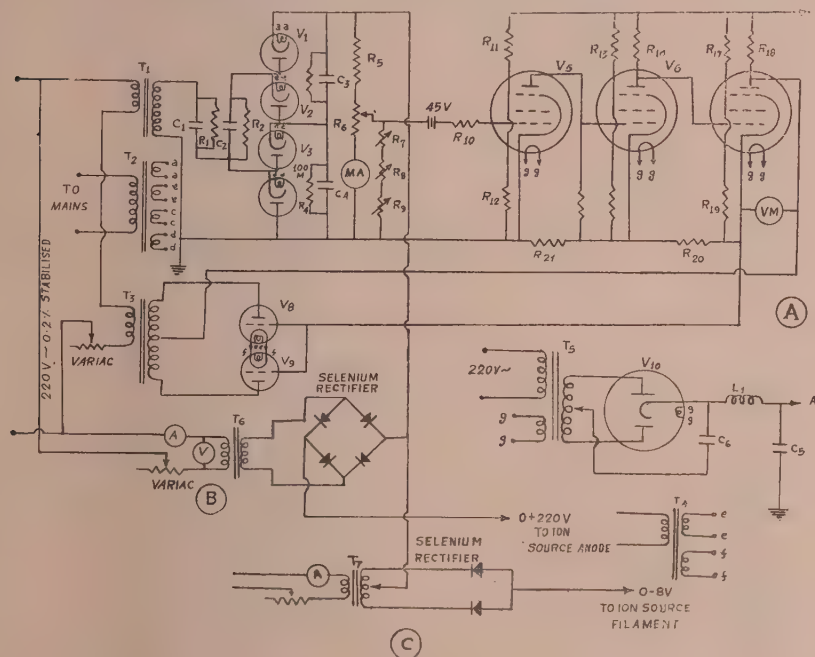 T1
T2
TO
MAINS
220 V ~ 0.2% STABILISED
T3
VARIAC
C1
R1
C2
R2
a a
V1
V2
V3
100
M
R4
C3
C4
R5
R6
MA
R7
R8
R9
45V
R10
R11
R12
V5
R13
R14
V6
R17
R18
R19
VM
R21
R20
A
a
a
e
e
c
c
d
d
g g
g g
g g
V8
V9
SELENIUM
RECTIFIER
A
V
T6
VARIAC
B
220V~
g
g
T5
V10
g
g
L1
A
C6
C5
0+220V
TO ION
SOURCE ANODE
T4
e
e
f
f
SELENIUM
RECTIFIER
A
T7
0-8V
TO ION SOURCE
FILAMENT
C